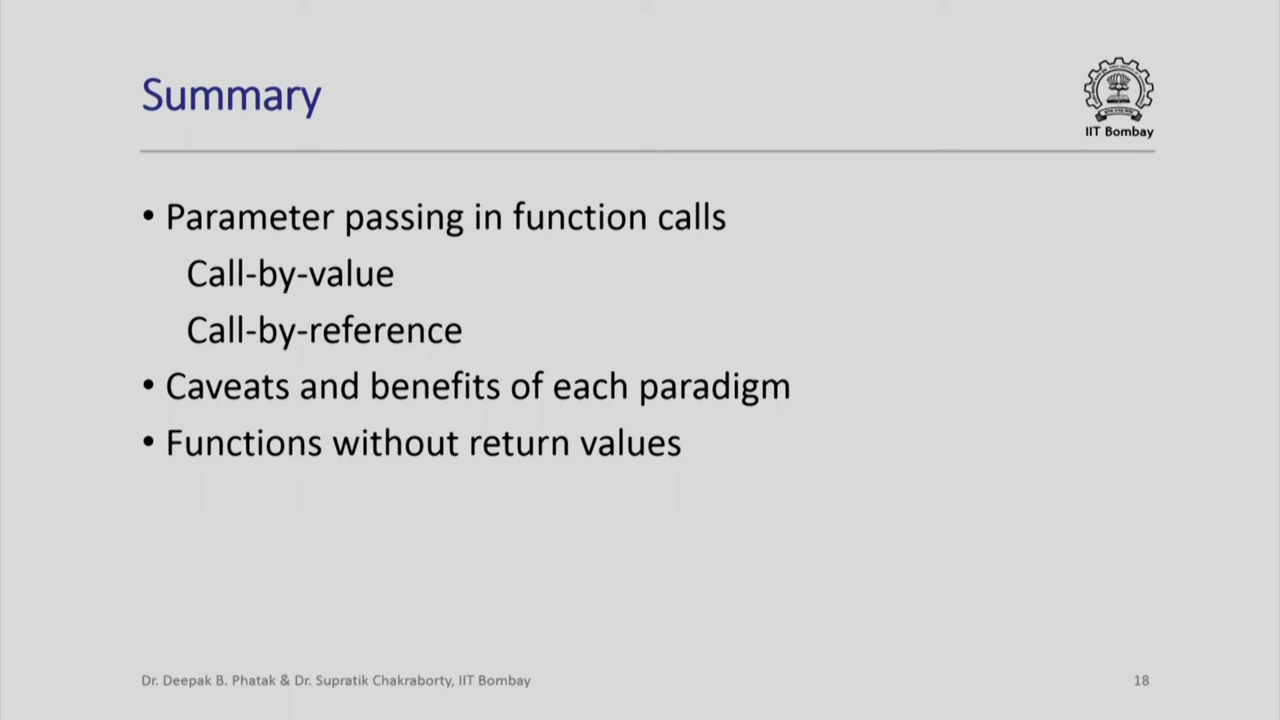 Summary
IIT Bombay
• Parameter passing in function calls
Call-by-value
Call-by-reference
• Caveats and benefits of each paradigm
• Functions without return values
Dr. Deepak B. Phatak & Dr. Supratik Chakraborty, IIT Bombay
18